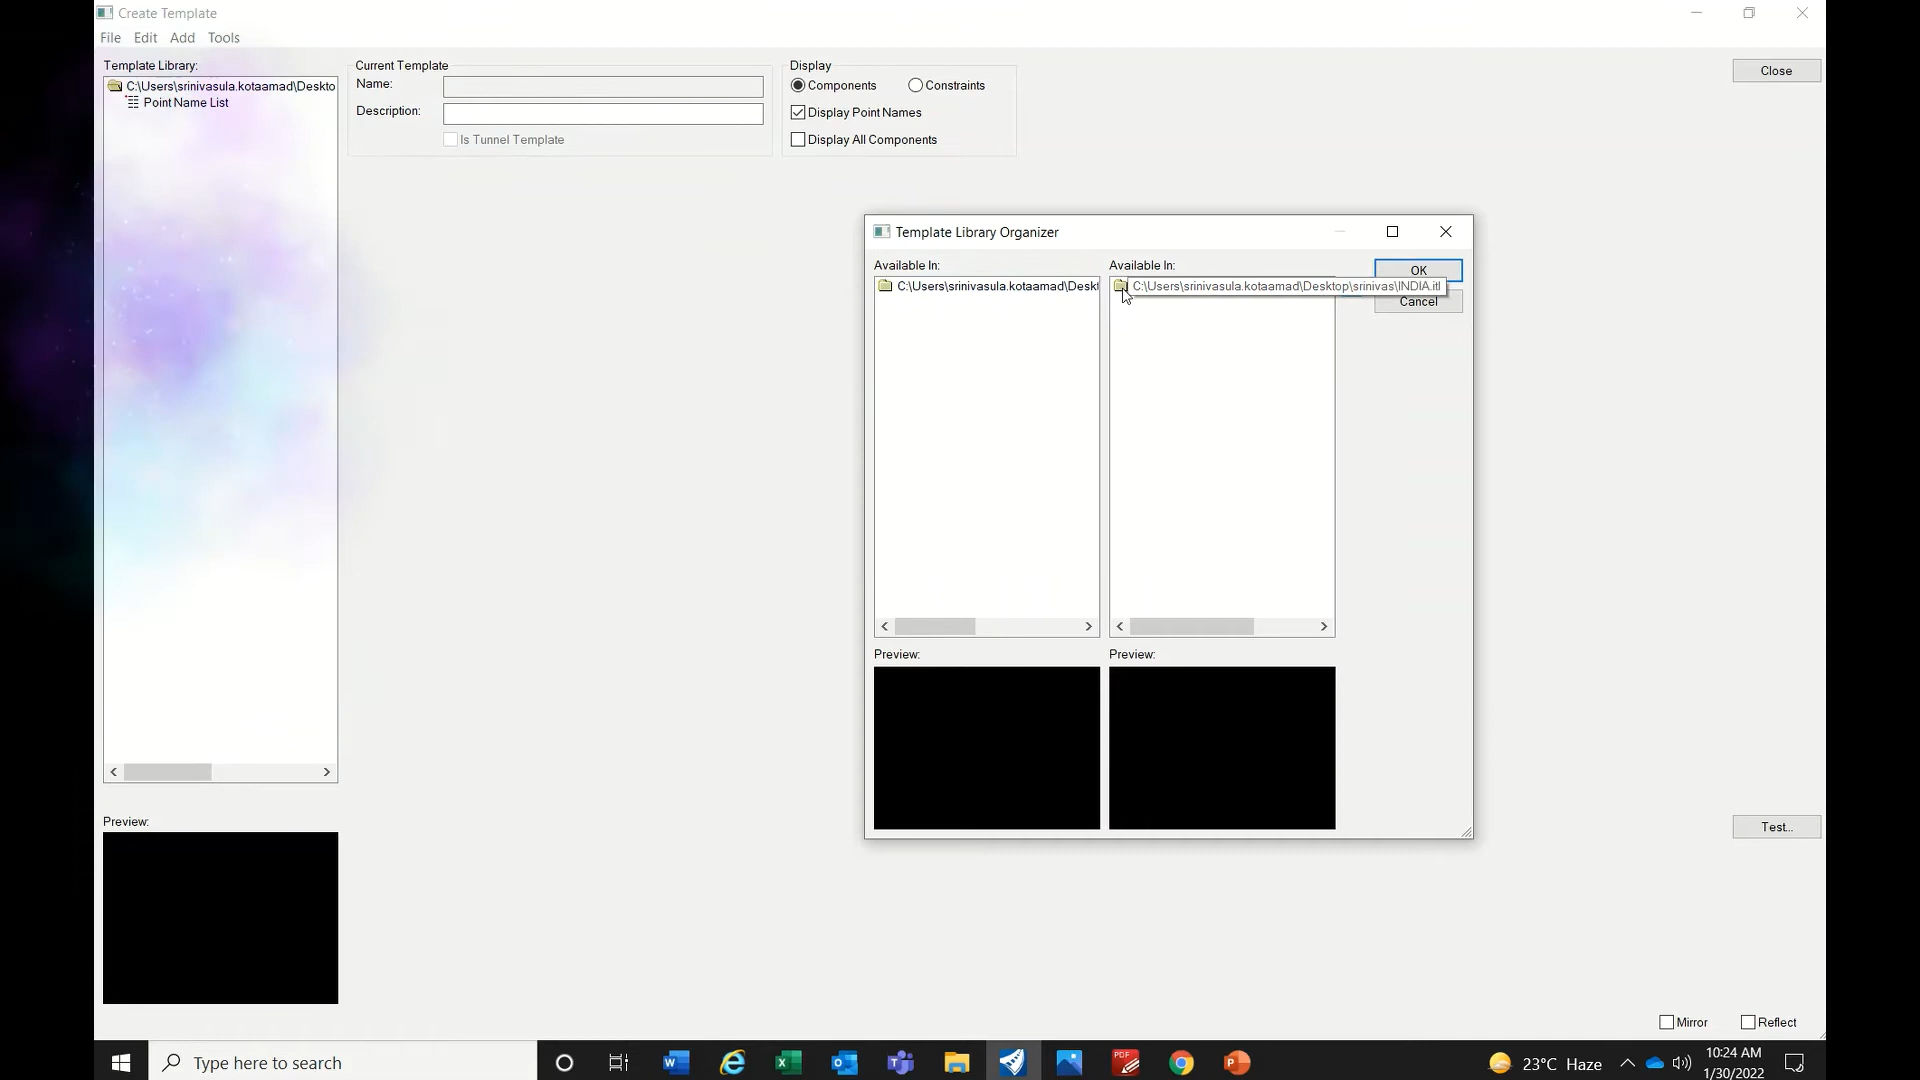 Create Template
File Edit Add Tools
Template Library:
C:\Users\srinivasula.kotaamad\Deskto
Point Name List
Current Template
Name:
Description:
Is Tunnel Template
Display
Components Constraints
Display Point Names
Display All Components
Close
Template Library Organizer
Available In:
C:\Users\srinivasula.kotaamad\Deskt
Available In:
C:\Users\srinivasula.kotaamad\Desktop\srinivas\INDIA.itl
OK
Cancel
Preview:
Preview:
Preview:
Test...
Mirror Reflect
Type here to search
PDF
23°C Haze
10:24 AM
1/30/2022